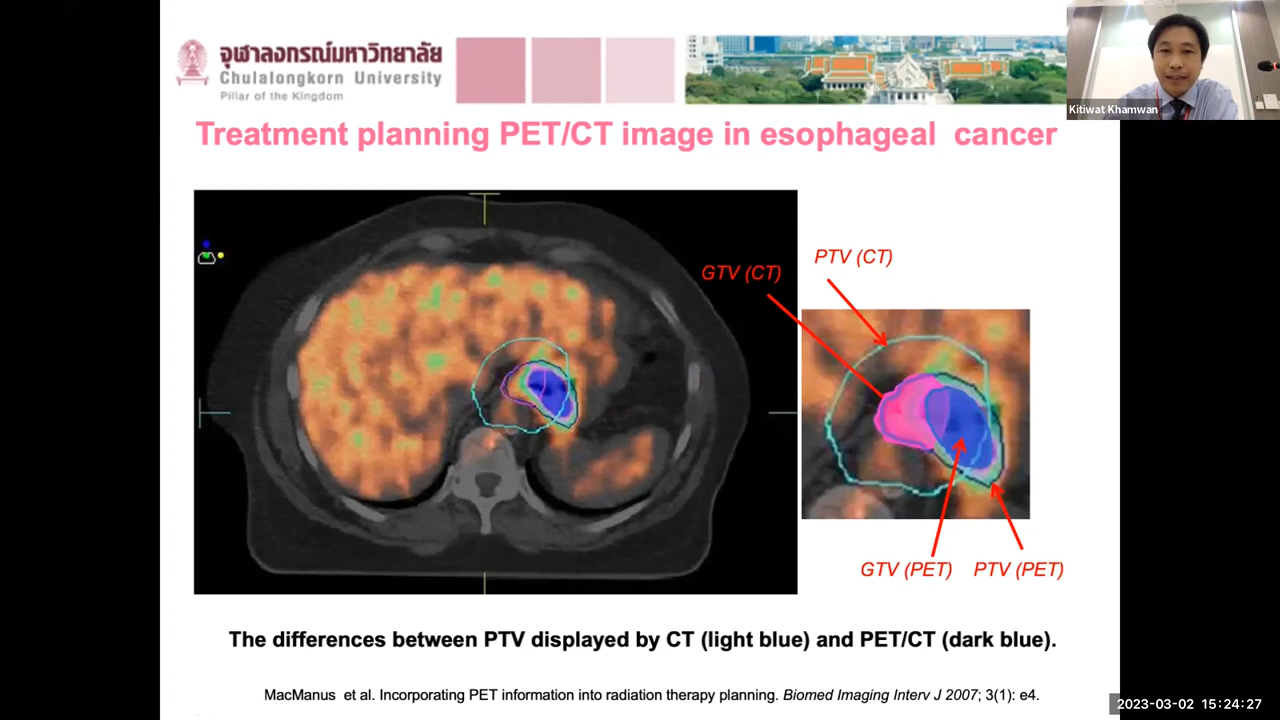 จุฬาลงกรณ์มหาวิทยาลัย
Chulalongkorn University
Pillar of the Kingdom
Kitiwat Khamwan
Treatment planning PET/CT image in esophageal cancer
GTV (CT)
PTV (CT)
GTV (PET)
PTV (PET)
The differences between PTV displayed by CT (light blue) and PET/CT (dark blue).
MacManus et al. Incorporating PET information into radiation therapy planning. Biomed Imaging Interv J 2007; 3(1): e4.
2023-03-02 15:24:27